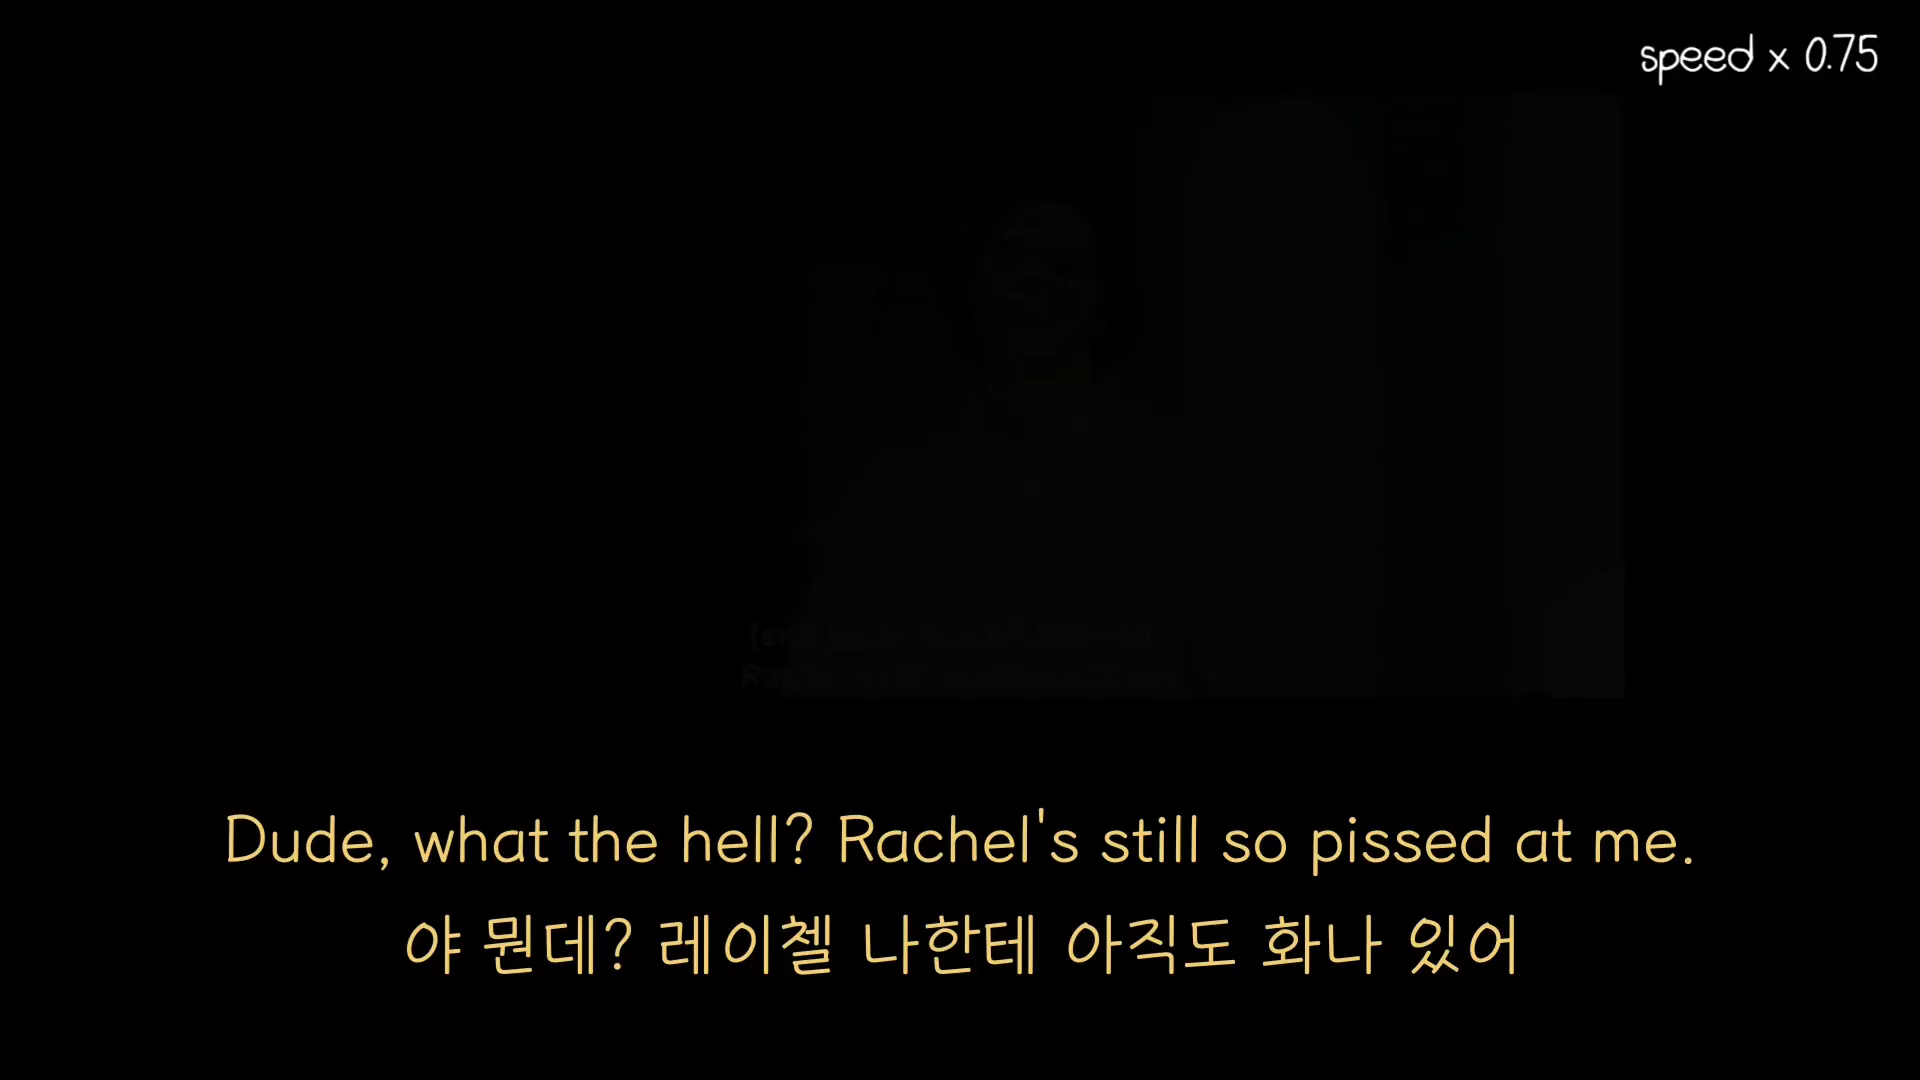 speed x 0.75
Dude, what the hell? Rachel's still so pissed at me.
야 뭔데? 레이첼 나한테 아직도 화나 있어